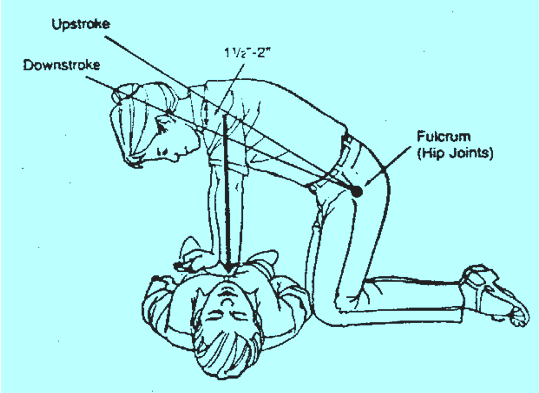 Upstroke
1½"-2"
Downstroke
Fulcrum
(Hip Joints)